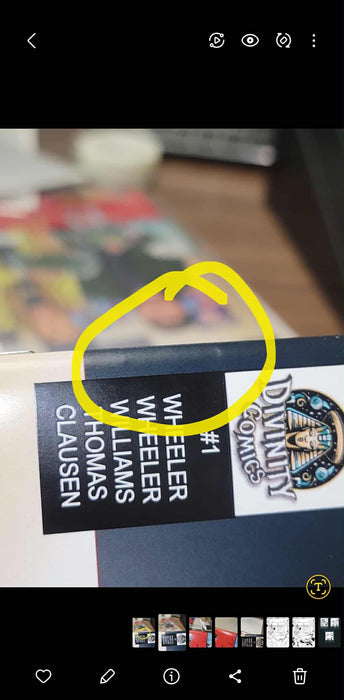 #1
WHEELER
WHEELER
WILLIAMS
THOMAS
CLAUSEN
DIVINITY
COMICS
T